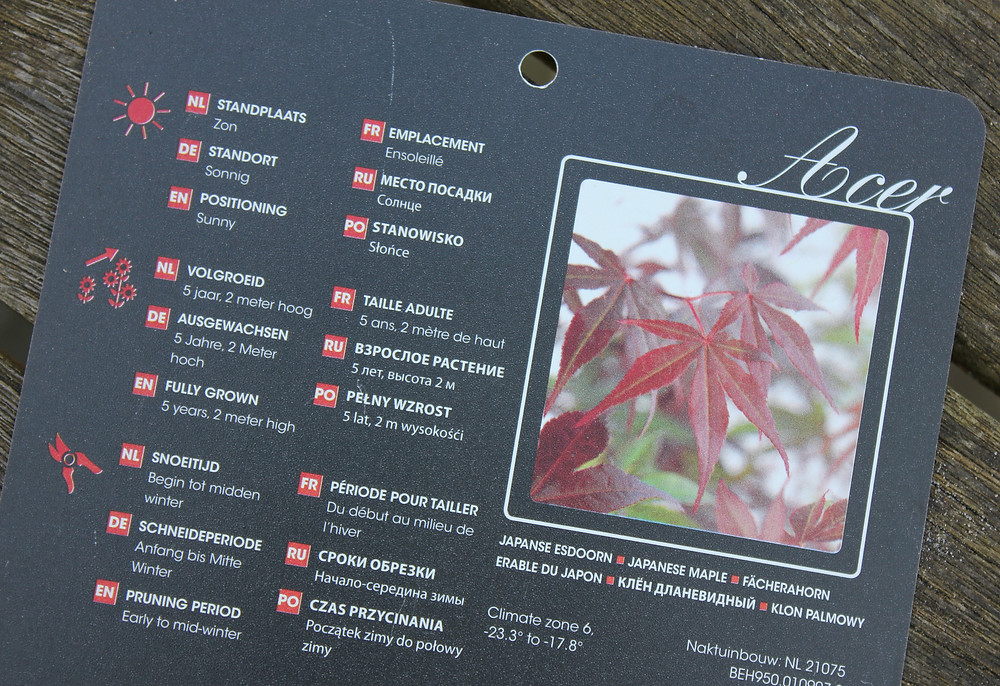 Acer
NL STANDPLAATS
Zon
DE STANDORT
Sonnig
EN POSITIONING
Sunny
FR EMPLACEMENT
Ensoleillé
RU МЕСТО ПОСАДКИ
Солнце
PO STANOWISKO
Słońce
NL VOLGROEID
5 jaar, 2 meter hoog
DE AUSGEWACHSEN
5 Jahre, 2 Meter
hoch
EN FULLY GROWN
5 years, 2 meter high
FR TAILLE ADULTE
5 ans, 2 mètre de haut
RU ВЗРОСЛОЕ РАСТЕНИЕ
5 лет, высота 2 м
PO PEŁNY WZROST
5 lat, 2 m wysokośći
NL SNOEITIJD
Begin tot midden
winter
DE SCHNEIDEPERIODE
Anfang bis Mitte
Winter
EN PRUNING PERIOD
Early to mid-winter
FR PÉRIODE POUR TAILLER
Du début au milieu de
l'hiver
RU СРОКИ ОБРЕЗКИ
Начало-середина зимы
PO CZAS PRZYCINANIA
Początek zimy do połowy
zimy
JAPANSE ESDOORN ■ JAPANESE MAPLE ■ FÄCHERAHORN
ERABLE DU JAPON ■ КЛЁН ДЛАНЕВИДНЫЙ ■ KLON PALMOWY
Climate zone 6,
-23.3° to -17.8°
Naktuinbouw: NL 21075